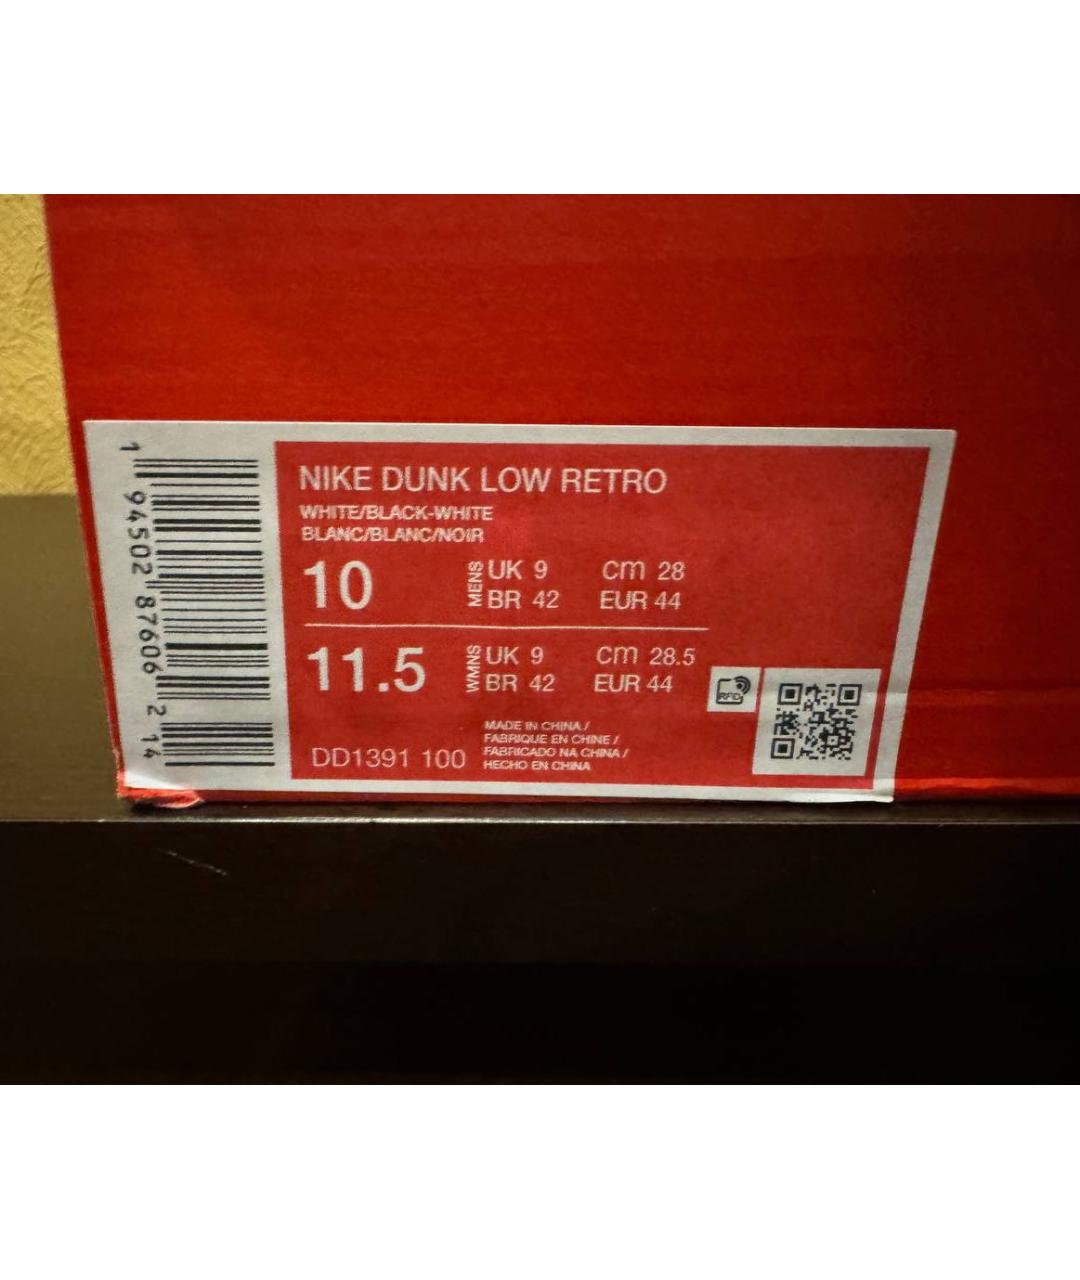 NIKE DUNK LOW RETRO
WHITE/BLACK-WHITE
BLANC/BLANC/NOIR
10 MENS UK 9 cm 28
BR 42 EUR 44
11.5 WMNS UK 9 cm 28.5
BR 42 EUR 44
RFID
MADE IN CHINA /
FABRIQUE EN CHINE /
FABRICADO NA CHINA /
HECHO EN CHINA
DD1391 100
1 94502 87606 2 14